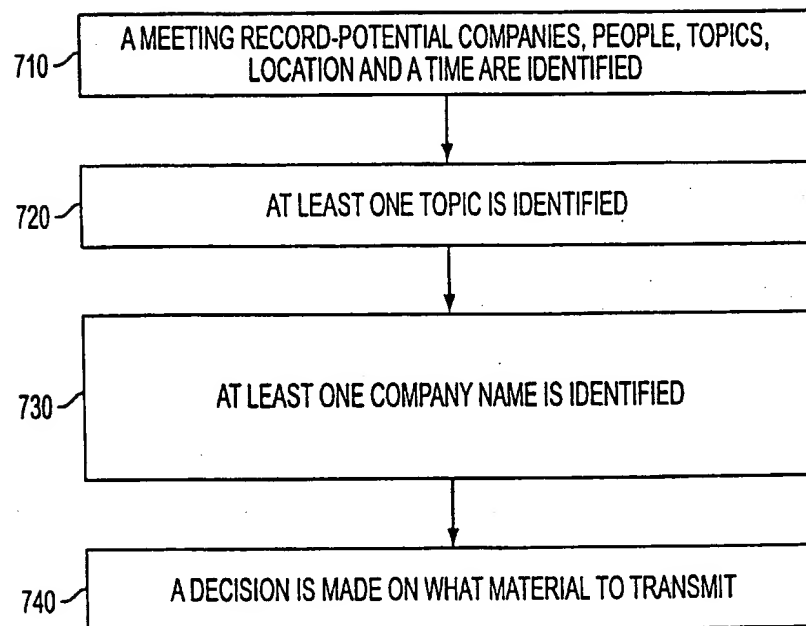 710
A MEETING RECORD-POTENTIAL COMPANIES, PEOPLE, TOPICS,
LOCATION AND A TIME ARE IDENTIFIED
720
AT LEAST ONE TOPIC IS IDENTIFIED
730
AT LEAST ONE COMPANY NAME IS IDENTIFIED
740
A DECISION IS MADE ON WHAT MATERIAL TO TRANSMIT